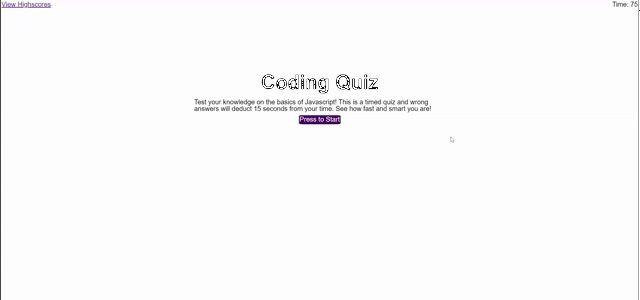 View Highscores
Time: 75
Coding Quiz
Test your knowledge on the basics of Javascript! This is a timed quiz and wrong
answers will deduct 15 seconds from your time. See how fast and smart you are!
Press to Start